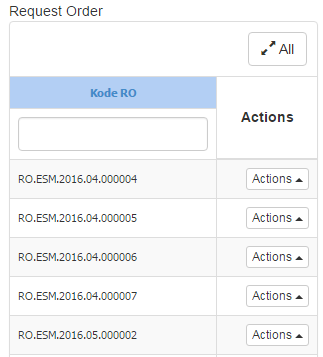 Request Order
All
Kode RO
Actions
RO.ESM.2016.04.000004 Actions
RO.ESM.2016.04.000005 Actions
RO.ESM.2016.04.000006 Actions
RO.ESM.2016.04.000007 Actions
RO.ESM.2016.05.000002 Actions